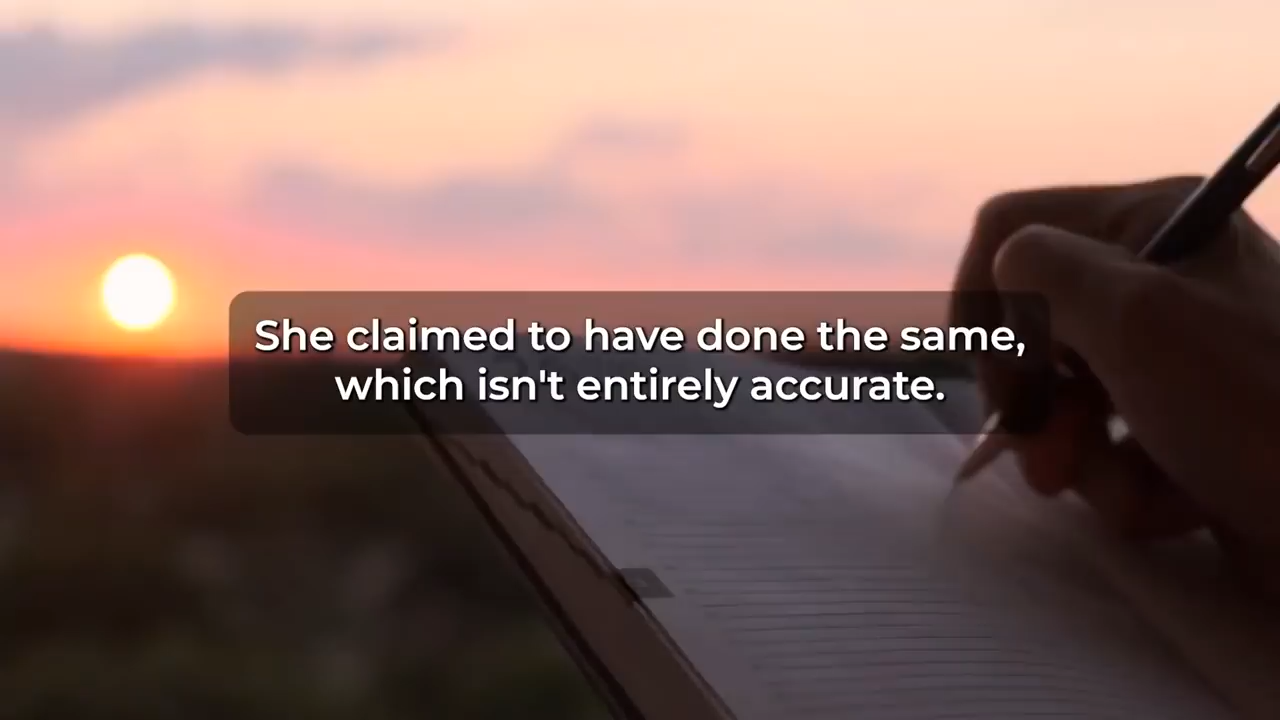 She claimed to have done the same,
which isn't entirely accurate.